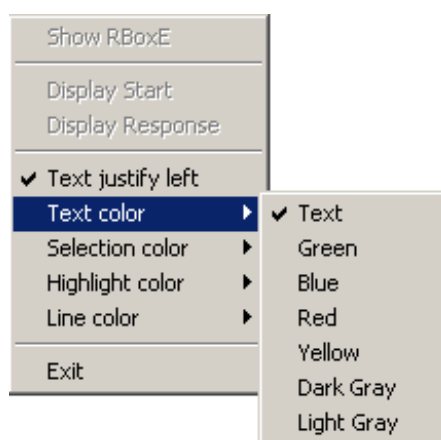 Show RBoxE
Display Start
Display Response
Text justify left
Text color
Selection color
Highlight color
Line color
Exit
Text
Green
Blue
Red
Yellow
Dark Gray
Light Gray